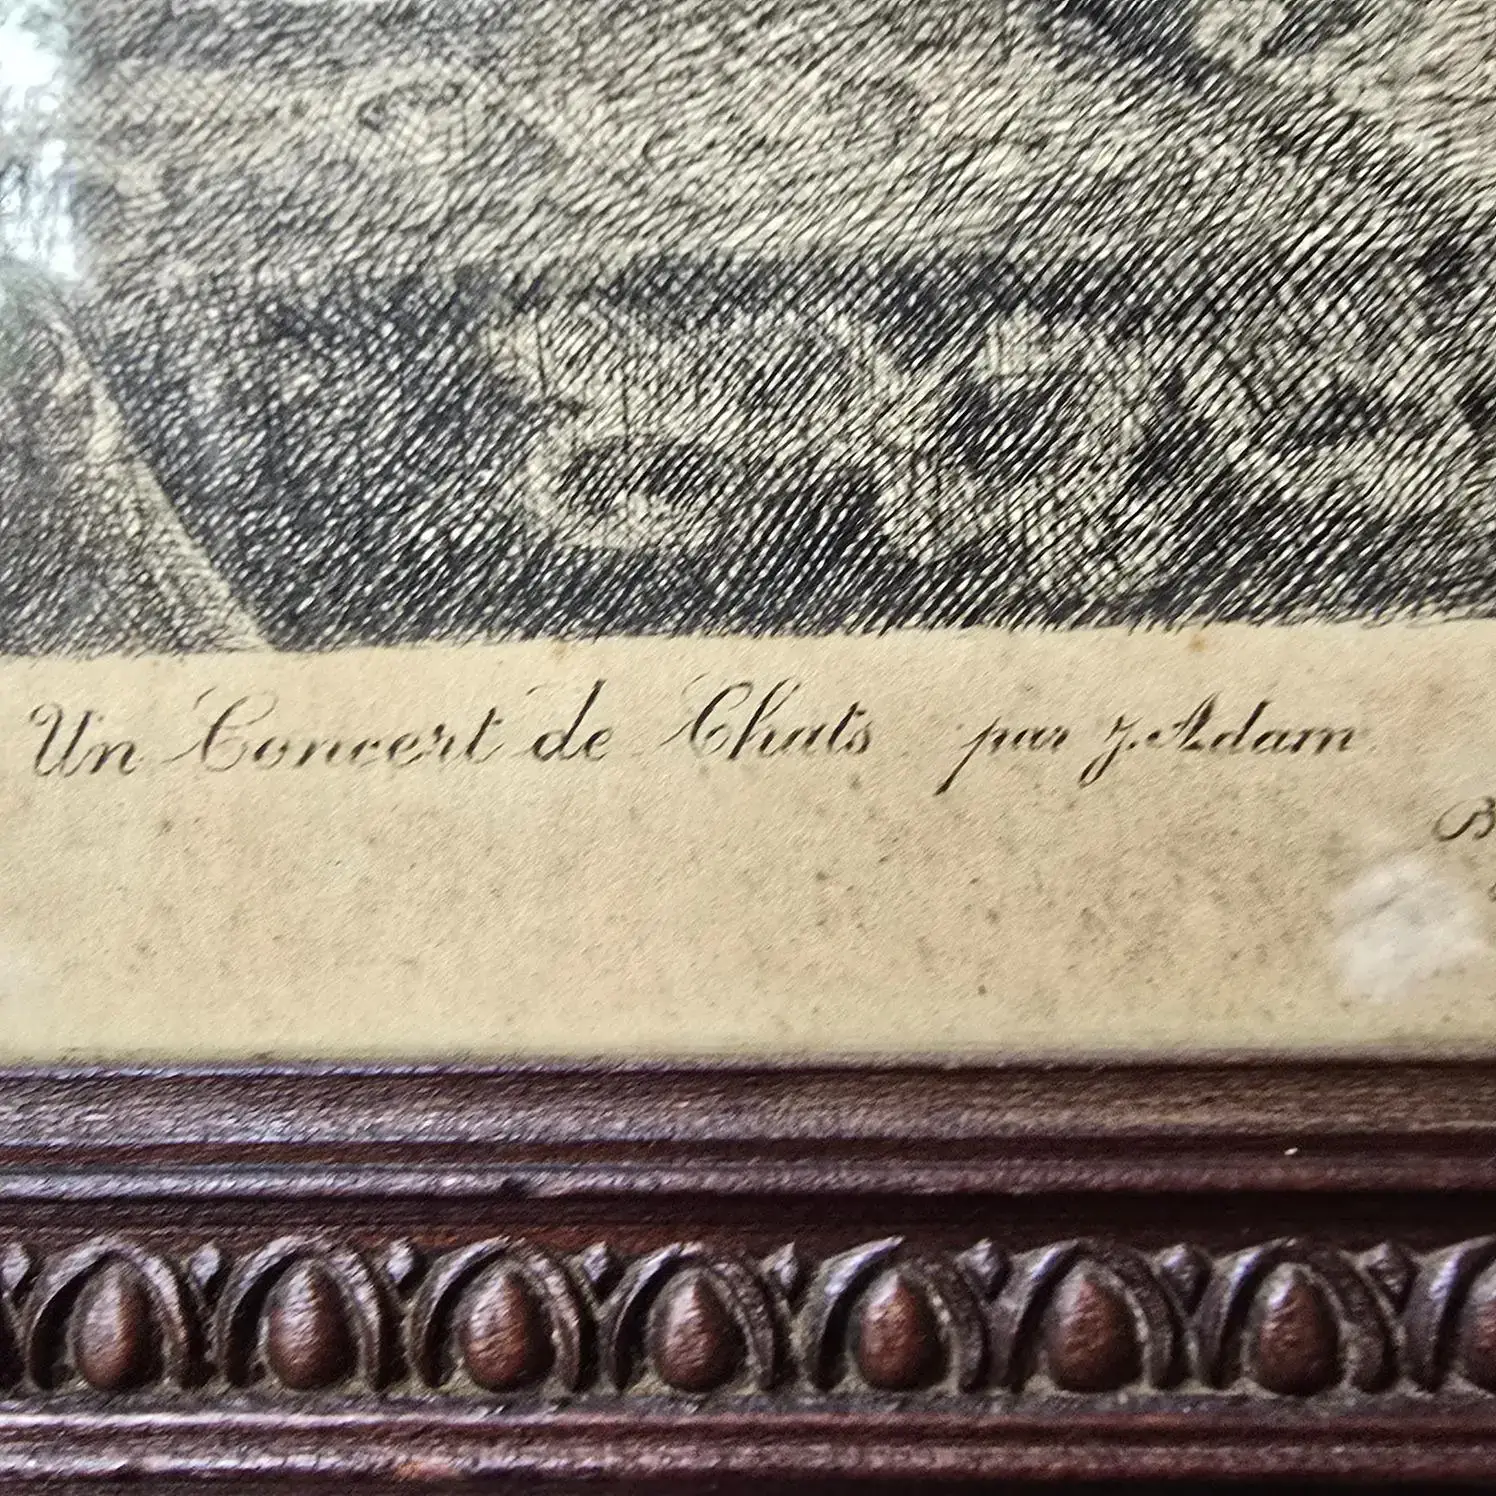 Un Concert de Chats par J. Adam
B